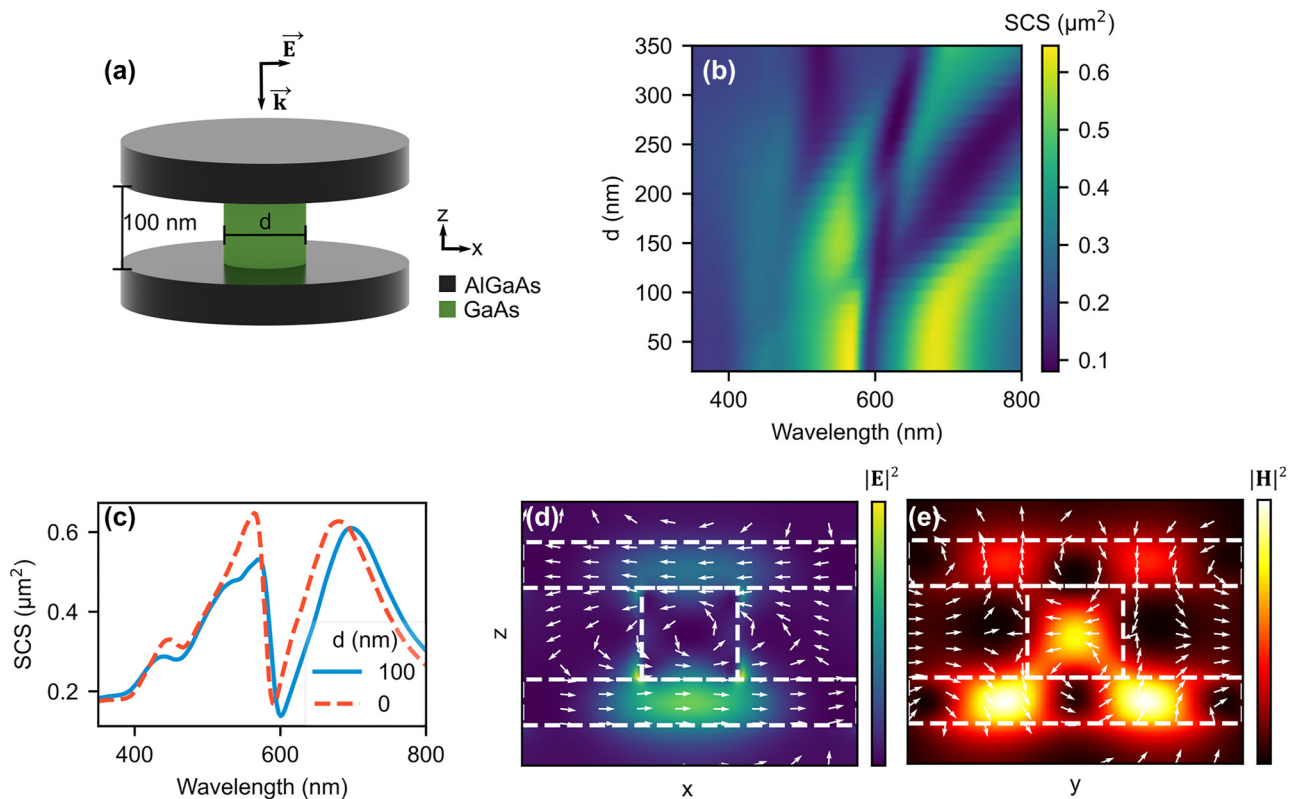 (a)
E
k
100 nm
d
z
x
AlGaAs
GaAs
SCS (μm²)
(b)
350
300
250
200
150
100
50
d (nm)
400
600
800
Wavelength (nm)
0.6
0.5
0.4
0.3
0.2
0.1
(c)
0.6
0.4
0.2
SCS (μm²)
d (nm)
100
0
400
500
600
700
800
Wavelength (nm)
(d)
|E|²
z
x
(e)
|H|²
y